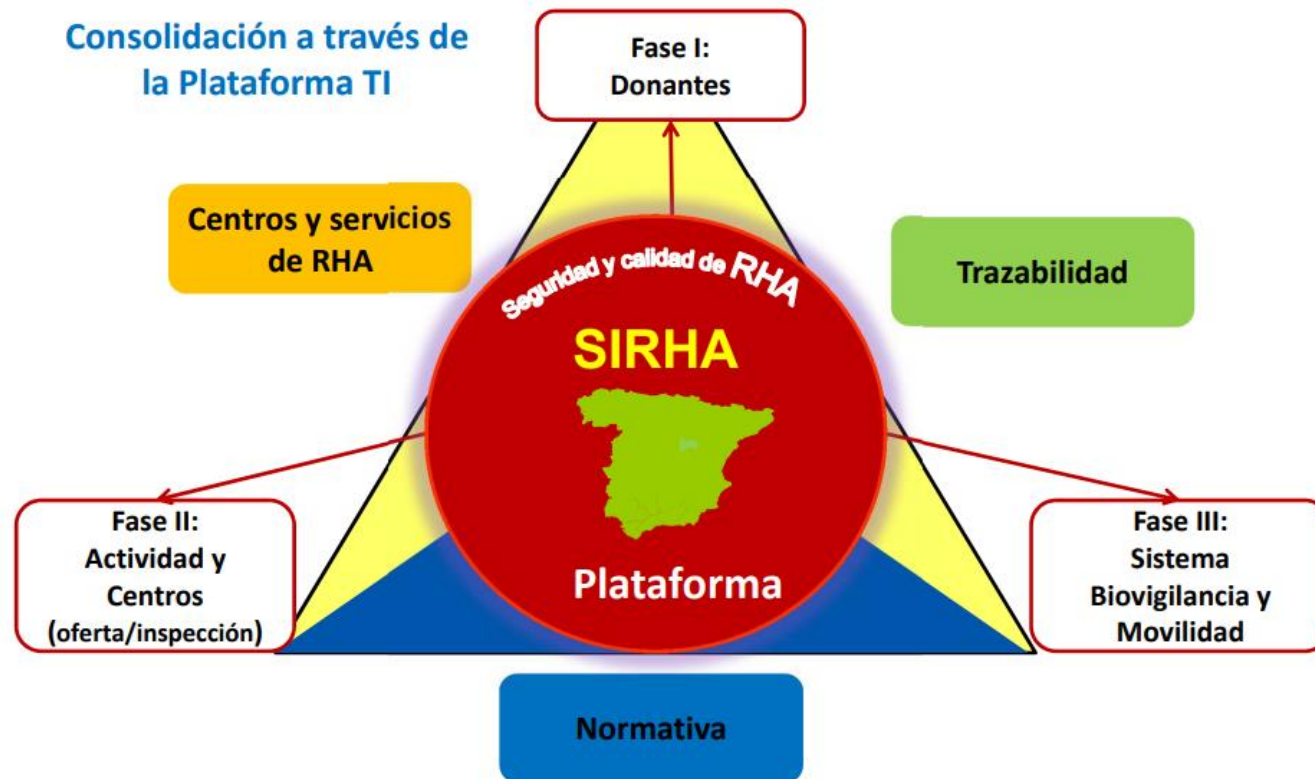 Consolidación a través de
la Plataforma TI
Fase I:
Donantes
Centros y servicios
de RHA
Trazabilidad
Seguridad y calidad de RHA
SIRHA
Plataforma
Fase II:
Actividad y
Centros
(oferta/inspección)
Fase III:
Sistema
Biovigilancia y
Movilidad
Normativa